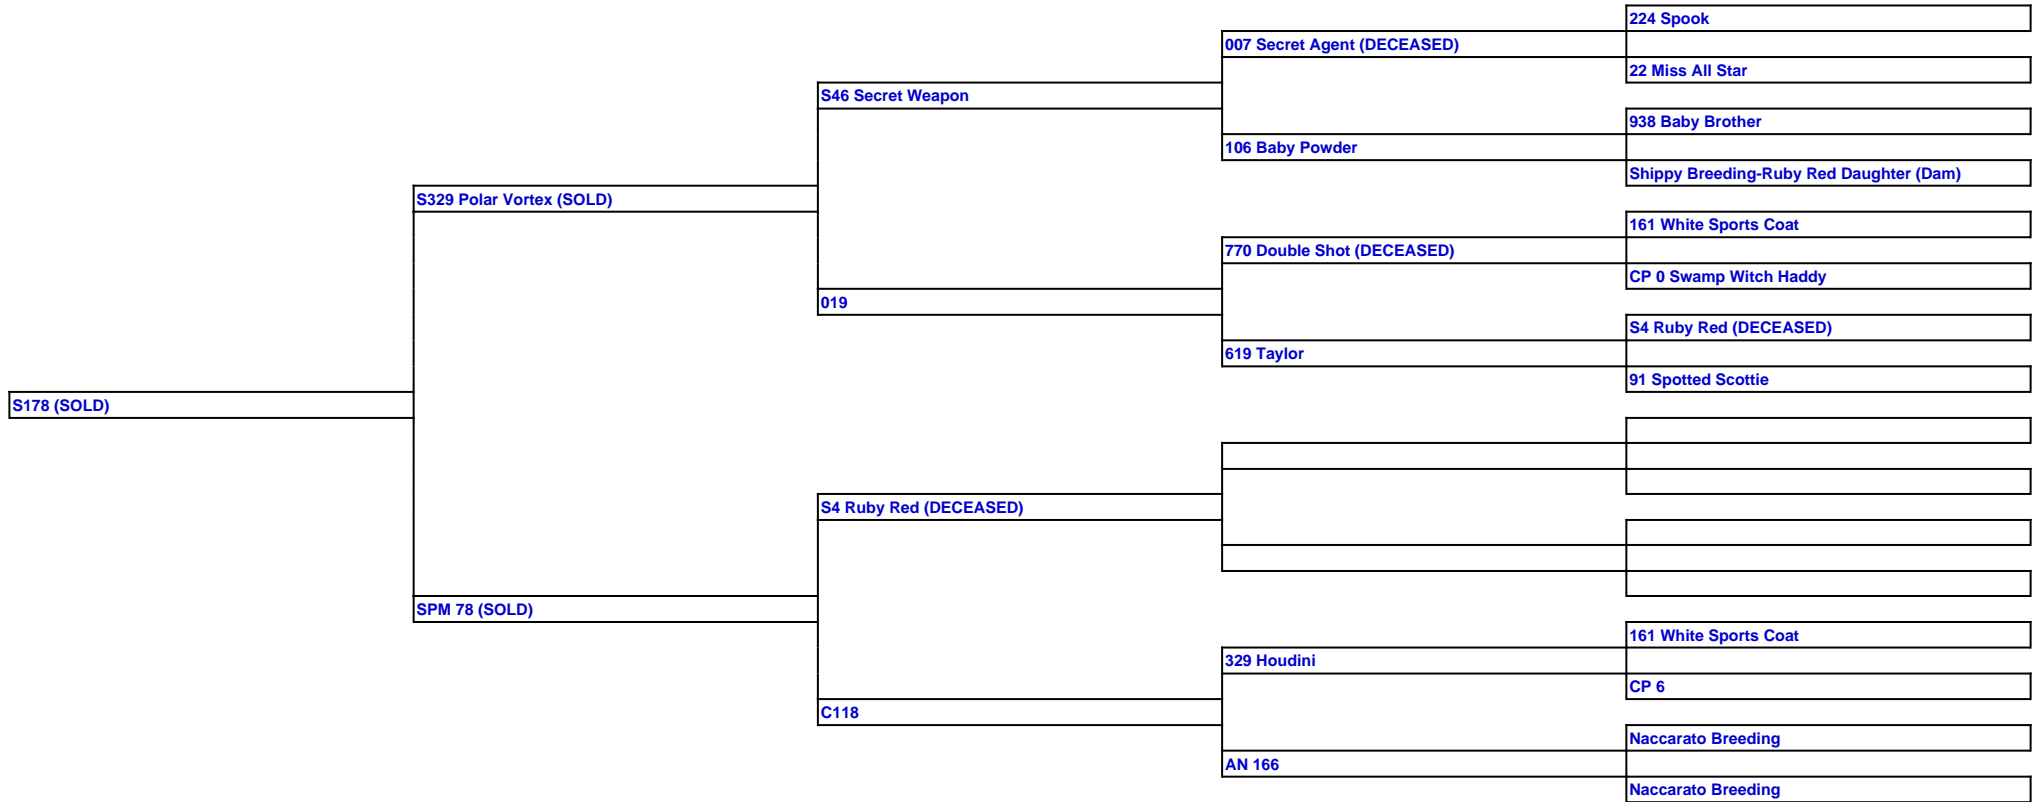 224 Spook
007 Secret Agent (DECEASED)
22 Miss All Star
S46 Secret Weapon
938 Baby Brother
106 Baby Powder
Shippy Breeding-Ruby Red Daughter (Dam)
S329 Polar Vortex (SOLD)
161 White Sports Coat
770 Double Shot (DECEASED)
CP 0 Swamp Witch Haddy
019
S4 Ruby Red (DECEASED)
619 Taylor
91 Spotted Scottie
S178 (SOLD)
S4 Ruby Red (DECEASED)
SPM 78 (SOLD)
161 White Sports Coat
329 Houdini
CP 6
C118
Naccarato Breeding
AN 166
Naccarato Breeding